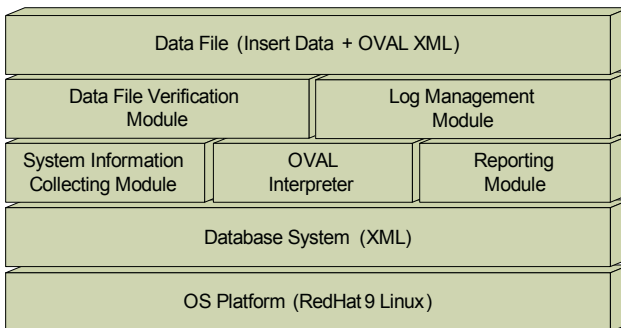 Data File (Insert Data + OVAL XML)
Data File Verification
Module
Log Management
Module
System Information
Collecting Module
OVAL
Interpreter
Reporting
Module
Database System (XML)
OS Platform (RedHat 9 Linux)